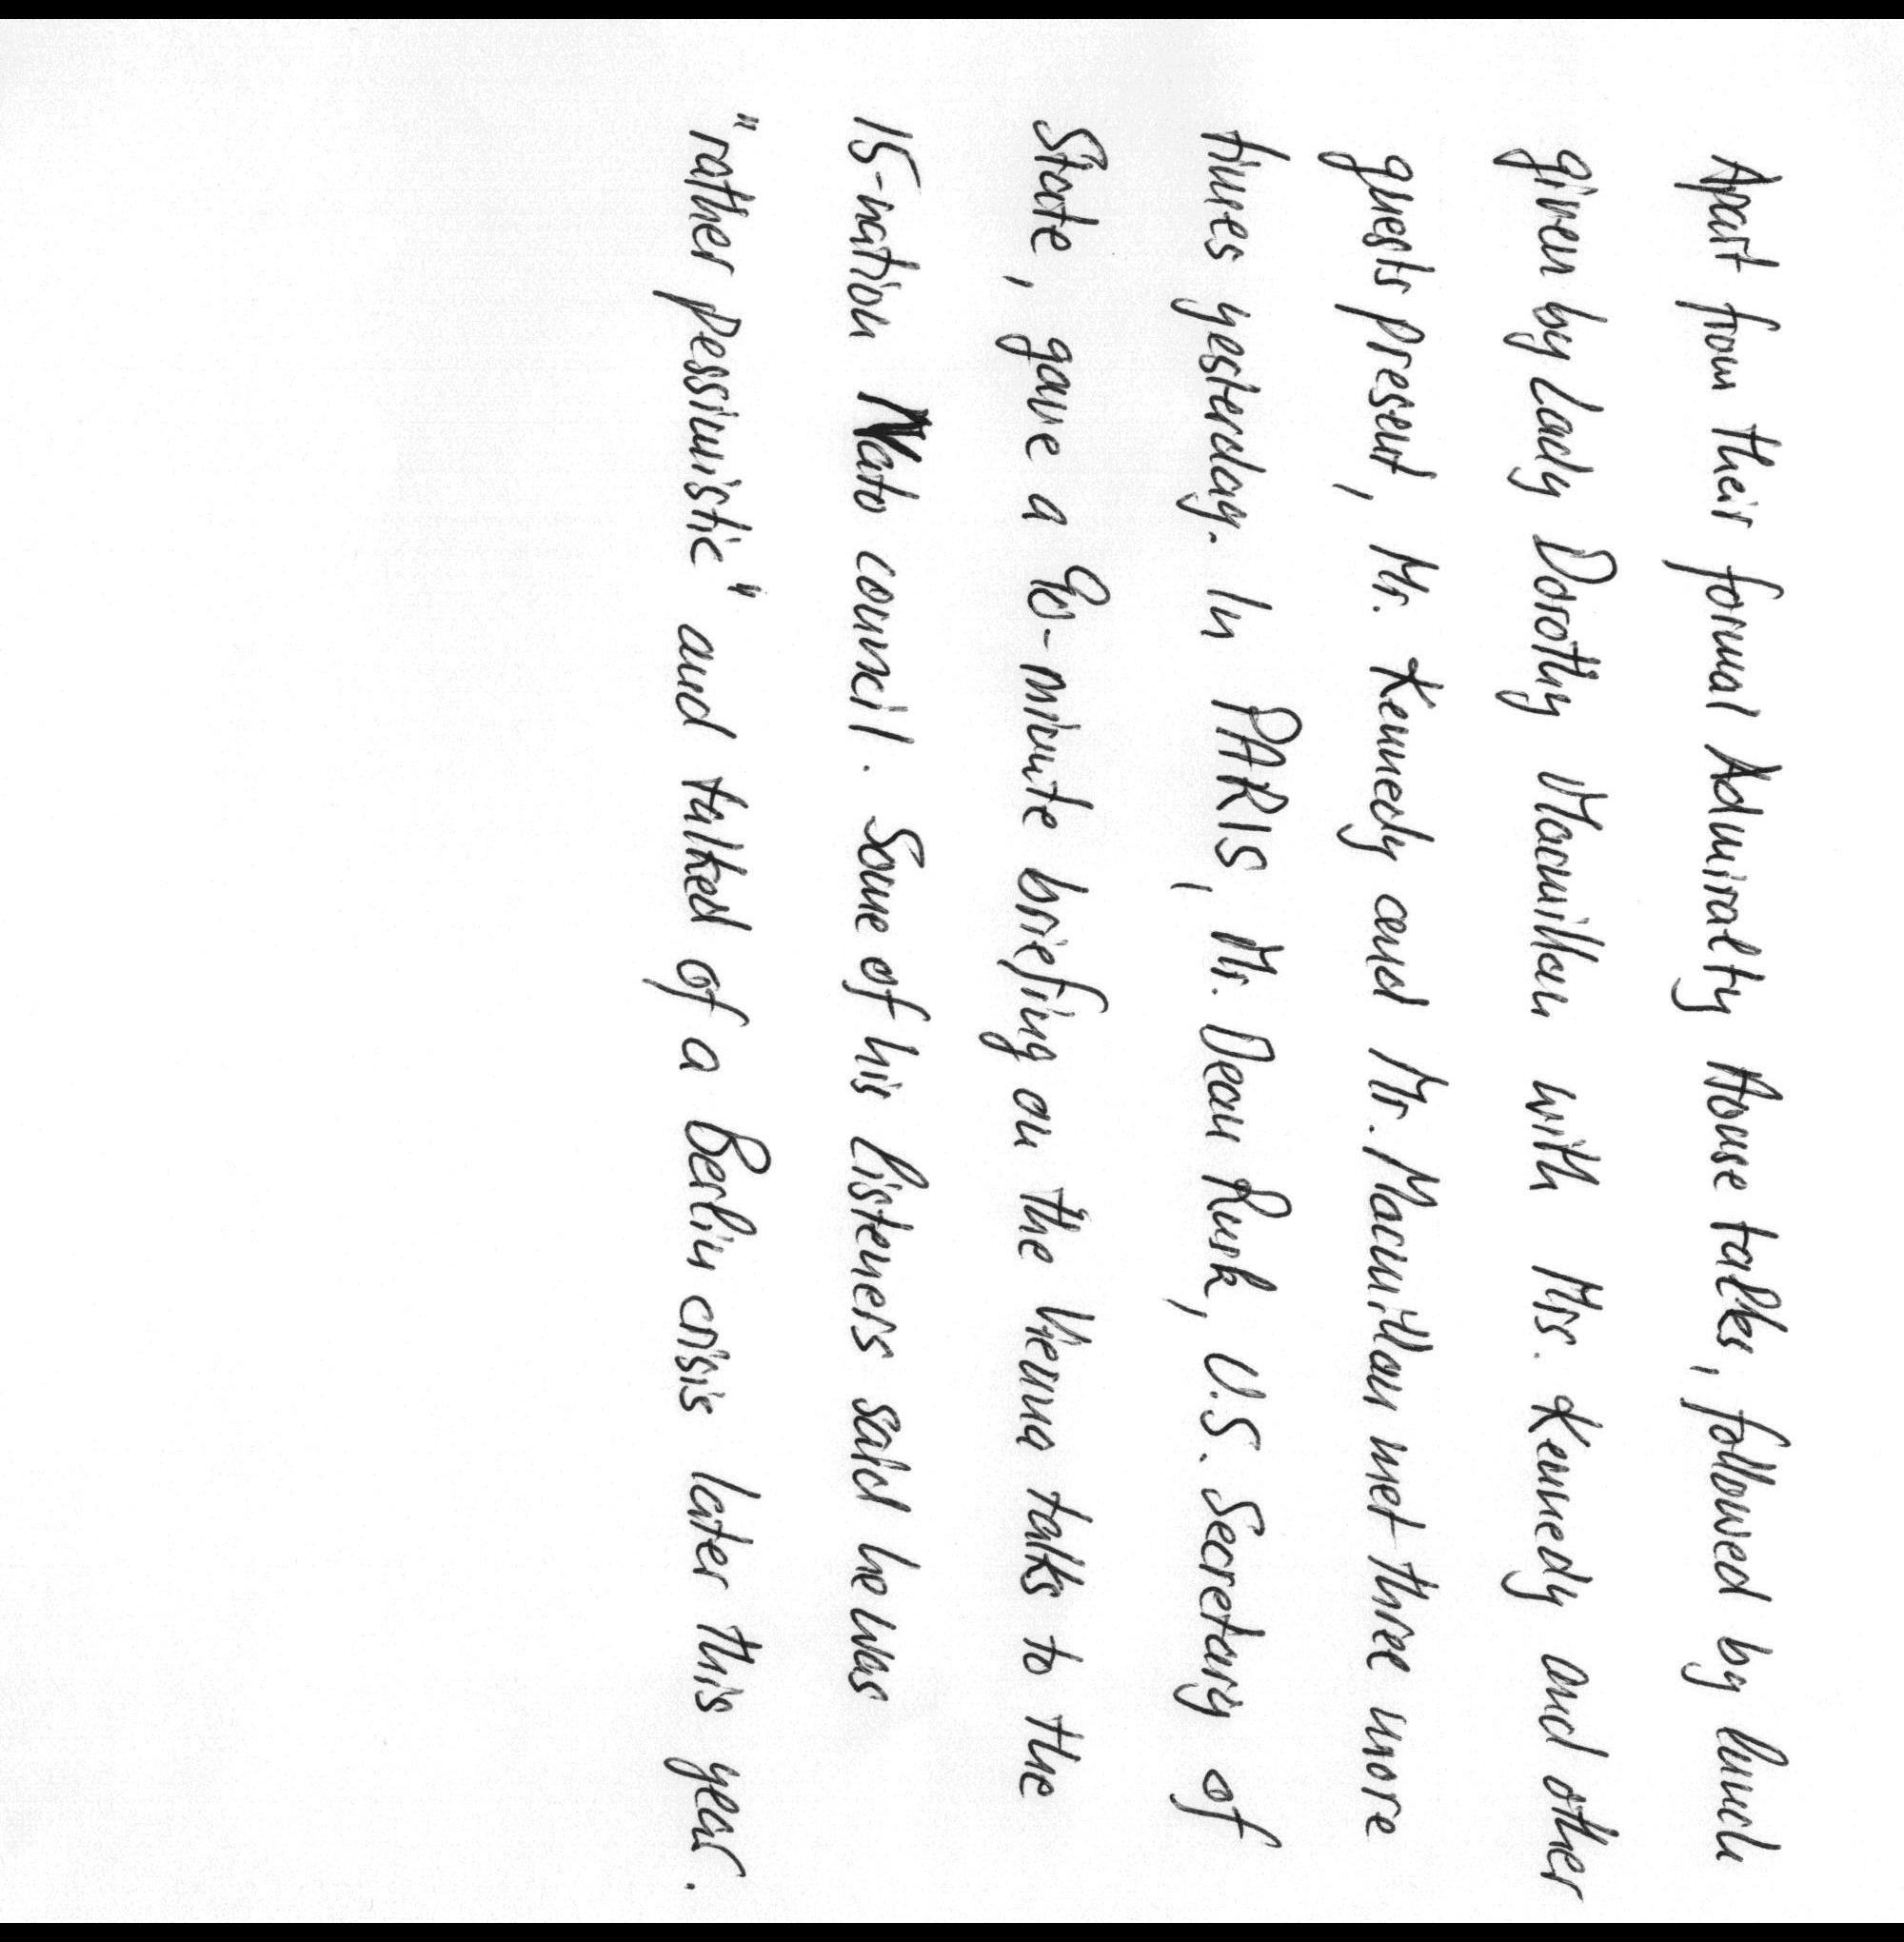 Apart from their formal Admiralty House talks, followed by lunch
given by Lady Dorothy Macmillan with Mrs. Kennedy and other
guests present, Mr. Kennedy and Mr. Macmillan met three more
times yesterday. In PARIS, Mr. Dean Rusk, U.S. Secretary of
State, gave a 90-minute briefing on the Vienna talks to the
15-nation Nato council. Some of his listeners said he was
"rather pessimistic" and talked of a Berlin crisis later this year.